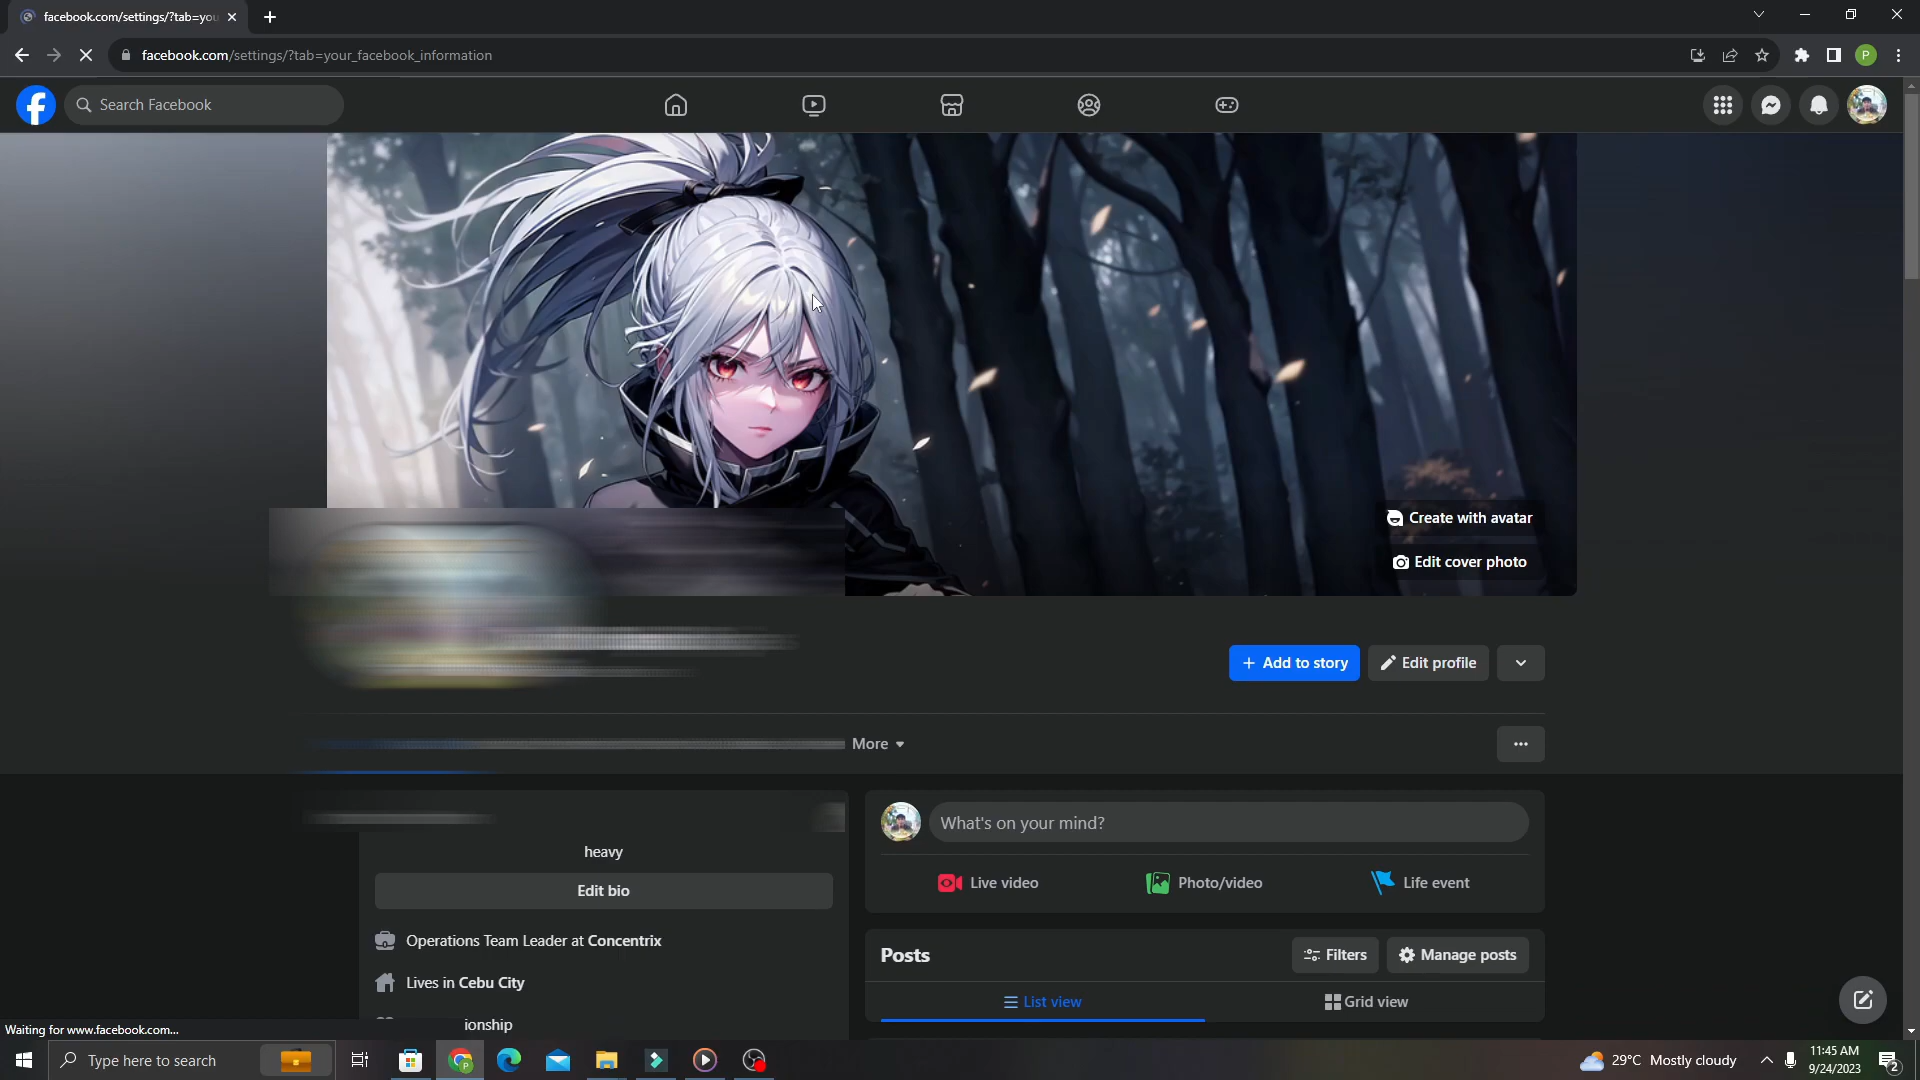 facebook.com/settings/?tab=you
facebook.com/settings/?tab=your_facebook_information
Search Facebook
P
Create with avatar
Edit cover photo
+ Add to story
Edit profile
More
What's on your mind?
heavy
Edit bio
Live video
Photo/video
Life event
Operations Team Leader at Concentrix
Lives in Cebu City
ionship
Posts
Filters
Manage posts
List view
Grid view
Waiting for www.facebook.com...
Type here to search
29°C Mostly cloudy
11:45 AM
9/24/2023
2